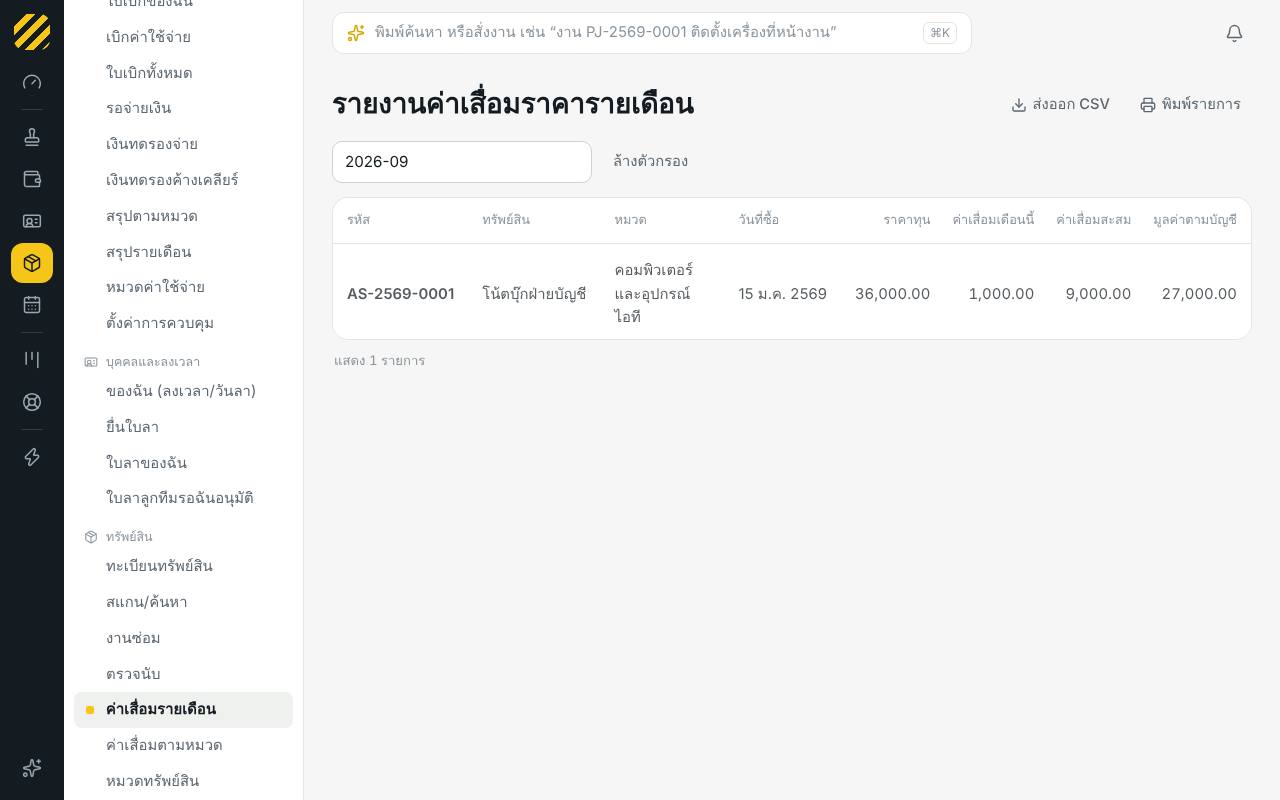 เบิกค่าใช้จ่าย
ใบเบิกทั้งหมด
รอจ่ายเงิน
เงินทดรองจ่าย
เงินทดรองค้างเคลียร์
สรุปตามหมวด
สรุปรายเดือน
หมวดค่าใช้จ่าย
ตั้งค่าการควบคุม
บุคคลและลงเวลา
ของฉัน (ลงเวลา/วันลา)
ยื่นใบลา
ใบลาของฉัน
ใบลาลูกทีมรอฉันอนุมัติ
ทรัพย์สิน
ทะเบียนทรัพย์สิน
สแกน/ค้นหา
งานซ่อม
ตรวจนับ
ค่าเสื่อมรายเดือน
ค่าเสื่อมตามหมวด
หมวดทรัพย์สิน
พิมพ์ค้นหา หรือสั่งงาน เช่น “งาน PJ-2569-0001 ติดตั้งเครื่องที่หน้างาน” ⌘K
รายงานค่าเสื่อมราคารายเดือน
ส่งออก CSV พิมพ์รายการ
2026-09 ล้างตัวกรอง
รหัส ทรัพย์สิน หมวด วันที่ซื้อ ราคาทุน ค่าเสื่อมเดือนนี้ ค่าเสื่อมสะสม มูลค่าตามบัญชี
AS-2569-0001 โน้ตบุ๊กฝ่ายบัญชี คอมพิวเตอร์และอุปกรณ์ไอที 15 ม.ค. 2569 36,000.00 1,000.00 9,000.00 27,000.00
แสดง 1 รายการ